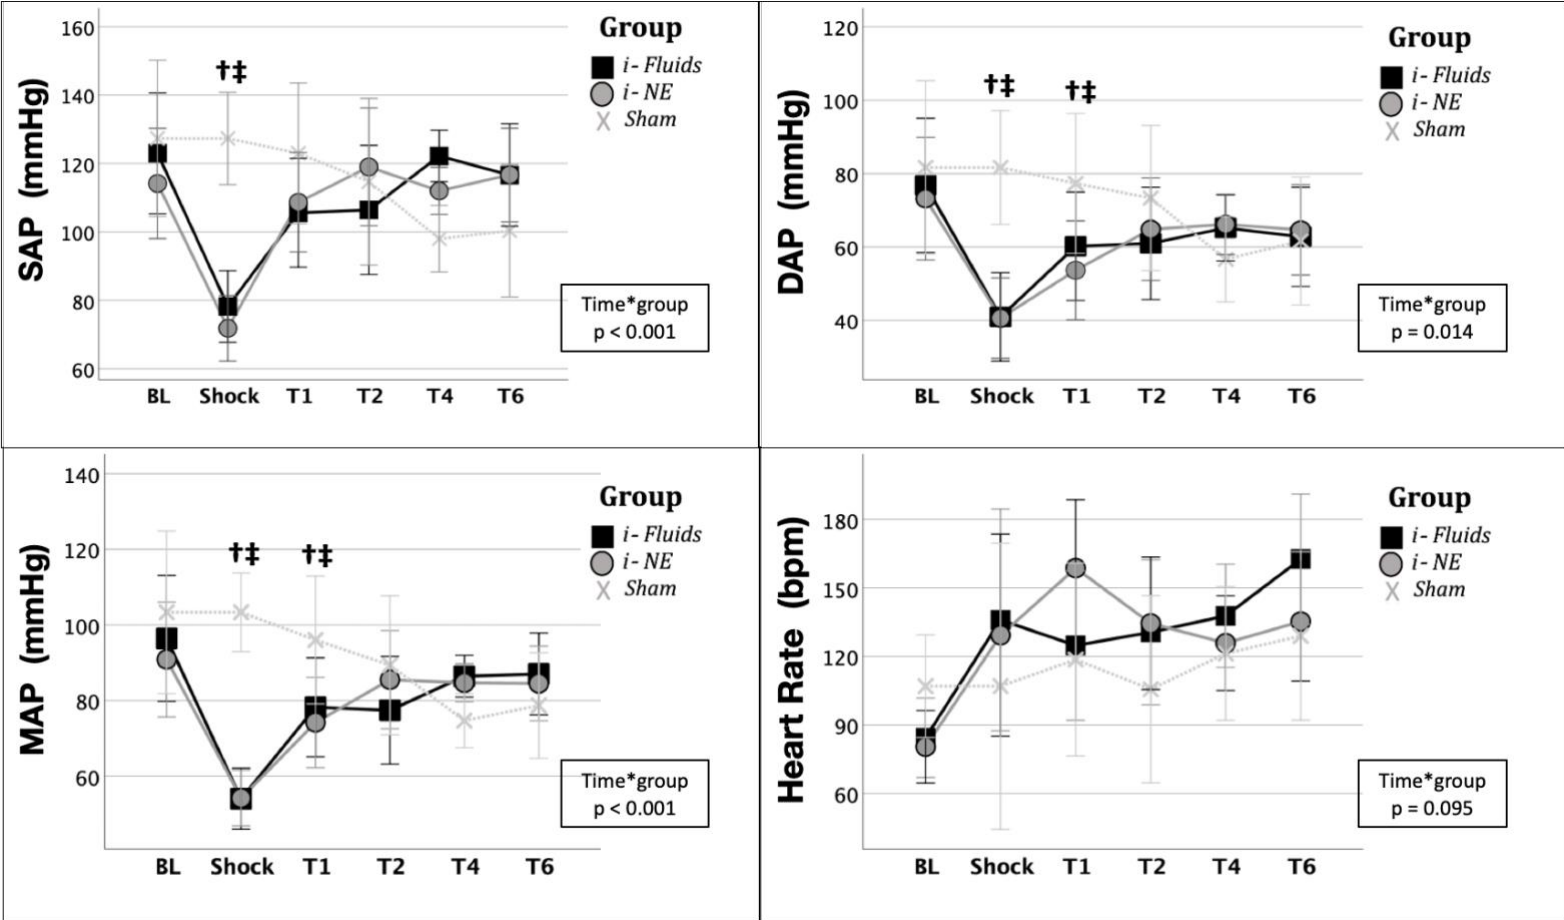 SAP (mmHg)
160
140
120
100
80
60
†‡
BL Shock T1 T2 T4 T6
Group
i- Fluids
i- NE
Sham
Time*group
p < 0.001
DAP (mmHg)
120
100
80
60
40
†‡ †‡
BL Shock T1 T2 T4 T6
Group
i- Fluids
i- NE
Sham
Time*group
p = 0.014
MAP (mmHg)
140
120
100
80
60
†‡ †‡
BL Shock T1 T2 T4 T6
Group
i- Fluids
i- NE
Sham
Time*group
p < 0.001
Heart Rate (bpm)
180
150
120
90
60
BL Shock T1 T2 T4 T6
Group
i- Fluids
i- NE
Sham
Time*group
p = 0.095